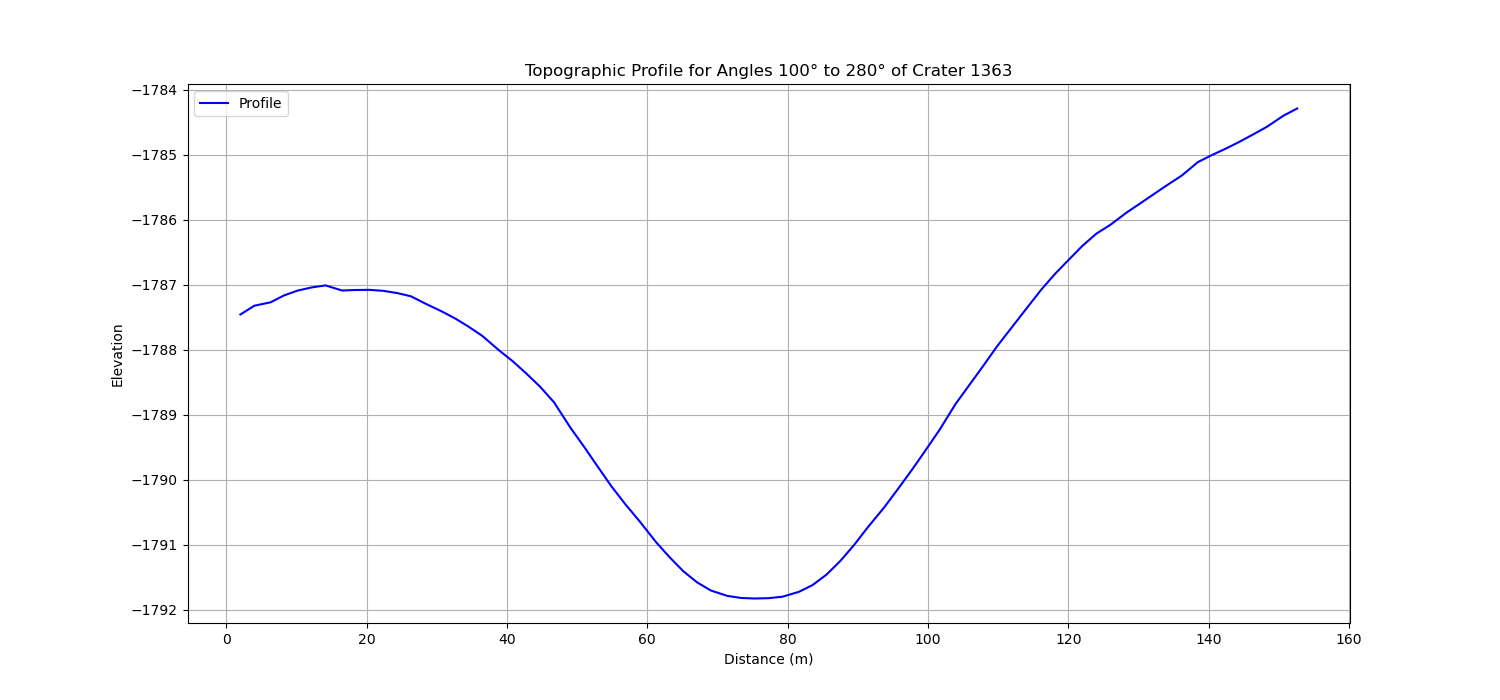 Topographic Profile for Angles 100° to 280° of Crater 1363
Profile
−1784
−1785
−1786
−1787
−1788
−1789
−1790
−1791
−1792
Elevation
0 20 40 60 80 100 120 140 160
Distance (m)